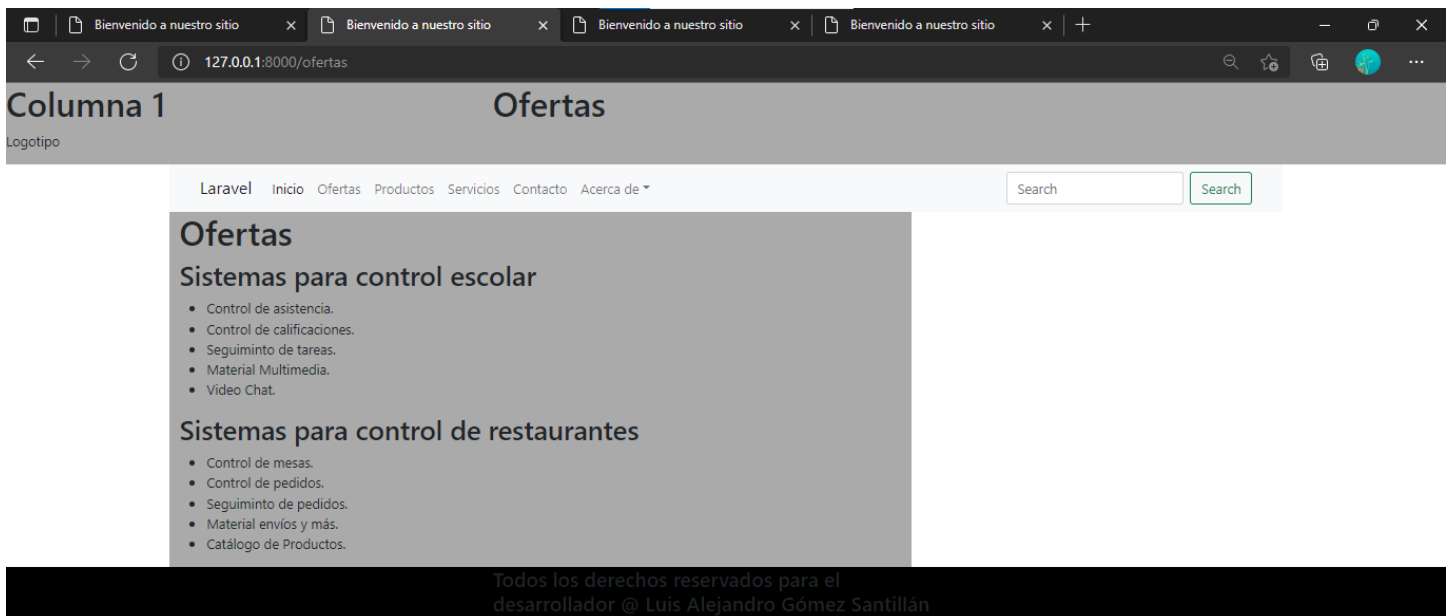 Bienvenido a nuestro sitio Bienvenido a nuestro sitio Bienvenido a nuestro sitio Bienvenido a nuestro sitio
127.0.0.1:8000/ofertas
Columna 1 Ofertas
Logotipo
Laravel Inicio Ofertas Productos Servicios Contacto Acerca de Search Search
Ofertas
Sistemas para control escolar
Control de asistencia.
Control de calificaciones.
Seguiminto de tareas.
Material Multimedia.
Video Chat.
Sistemas para control de restaurantes
Control de mesas.
Control de pedidos.
Seguiminto de pedidos.
Material envíos y más.
Catálogo de Productos.
Todos los derechos reservados para el
desarrollador @ Luis Alejandro Gómez Santillán